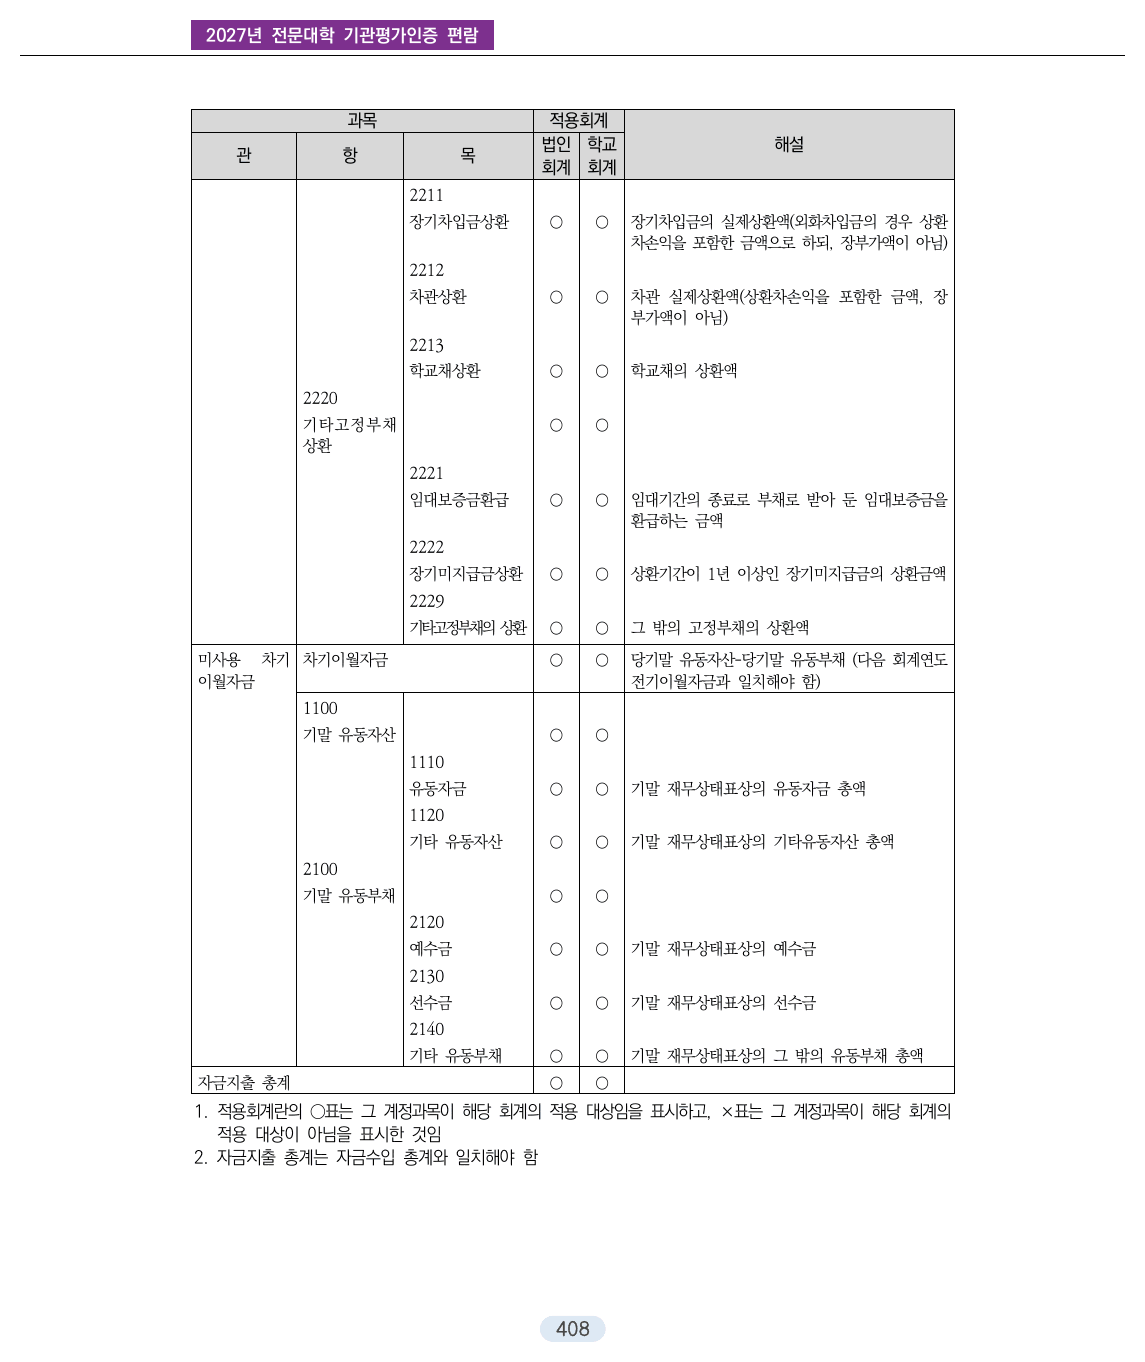 2027년 전문대학 기관평가인증 편람
과목 적용회계 해설
관 항 목 법인 학교
회계 회계
2211
장기차입금상환 ○ ○ 장기차입금의 실제상환액(외화차입금의 경우 상환
차손익을 포함한 금액으로 하되, 장부가액이 아님)
2212
차관상환 ○ ○ 차관 실제상환액(상환차손익을 포함한 금액, 장
부가액이 아님)
2213
학교채상환 ○ ○ 학교채의 상환액
2220
기타고정부채 ○ ○
상환
2221
임대보증금환급 ○ ○ 임대기간의 종료로 부채로 받아 둔 임대보증금을
환급하는 금액
2222
장기미지급금상환 ○ ○ 상환기간이 1년 이상인 장기미지급금의 상환금액
2229
기타고정부채의 상환 ○ ○ 그 밖의 고정부채의 상환액
미사용 차기 차기이월자금 ○ ○ 당기말 유동자산-당기말 유동부채 (다음 회계연도
이월자금 전기이월자금과 일치해야 함)
1100
기말 유동자산 ○ ○
1110
유동자금 ○ ○ 기말 재무상태표상의 유동자금 총액
1120
기타 유동자산 ○ ○ 기말 재무상태표상의 기타유동자산 총액
2100
기말 유동부채 ○ ○
2120
예수금 ○ ○ 기말 재무상태표상의 예수금
2130
선수금 ○ ○ 기말 재무상태표상의 선수금
2140
기타 유동부채 ○ ○ 기말 재무상태표상의 그 밖의 유동부채 총액
자금지출 총계 ○ ○
1. 적용회계란의 ○표는 그 계정과목이 해당 회계의 적용 대상임을 표시하고, ×표는 그 계정과목이 해당 회계의
적용 대상이 아님을 표시한 것임
2. 자금지출 총계는 자금수입 총계와 일치해야 함
408